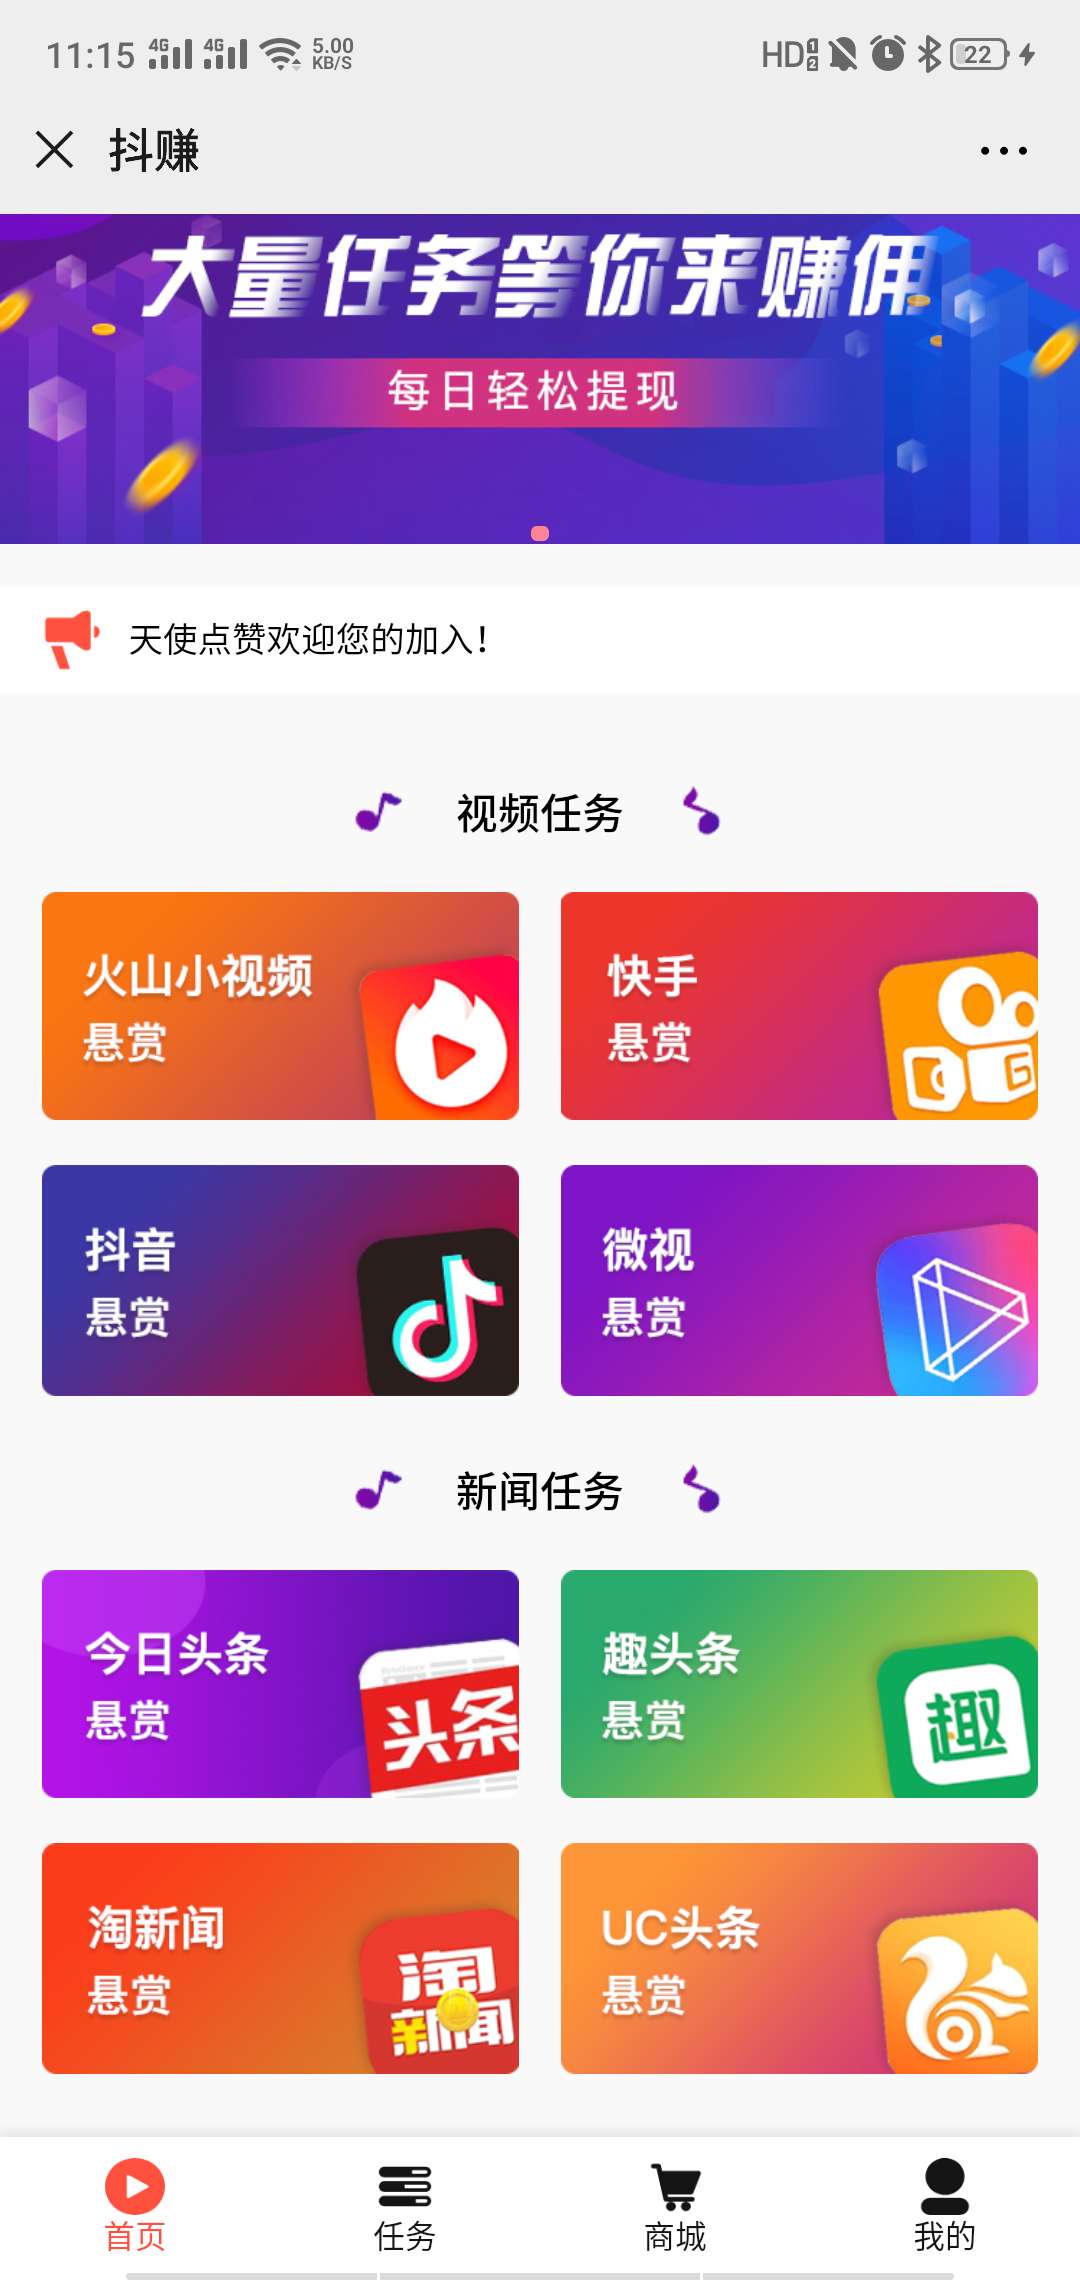 11:15 4G 4G 5.00 KB/S HD 1 2 22
抖赚
大量任务等你来赚佣
每日轻松提现
天使点赞欢迎您的加入!
视频任务
火山小视频
悬赏
快手
悬赏
抖音
悬赏
微视
悬赏
新闻任务
今日头条
悬赏
头条
趣头条
悬赏
趣
淘新闻
悬赏
淘
新闻
UC头条
悬赏
首页 任务 商城 我的